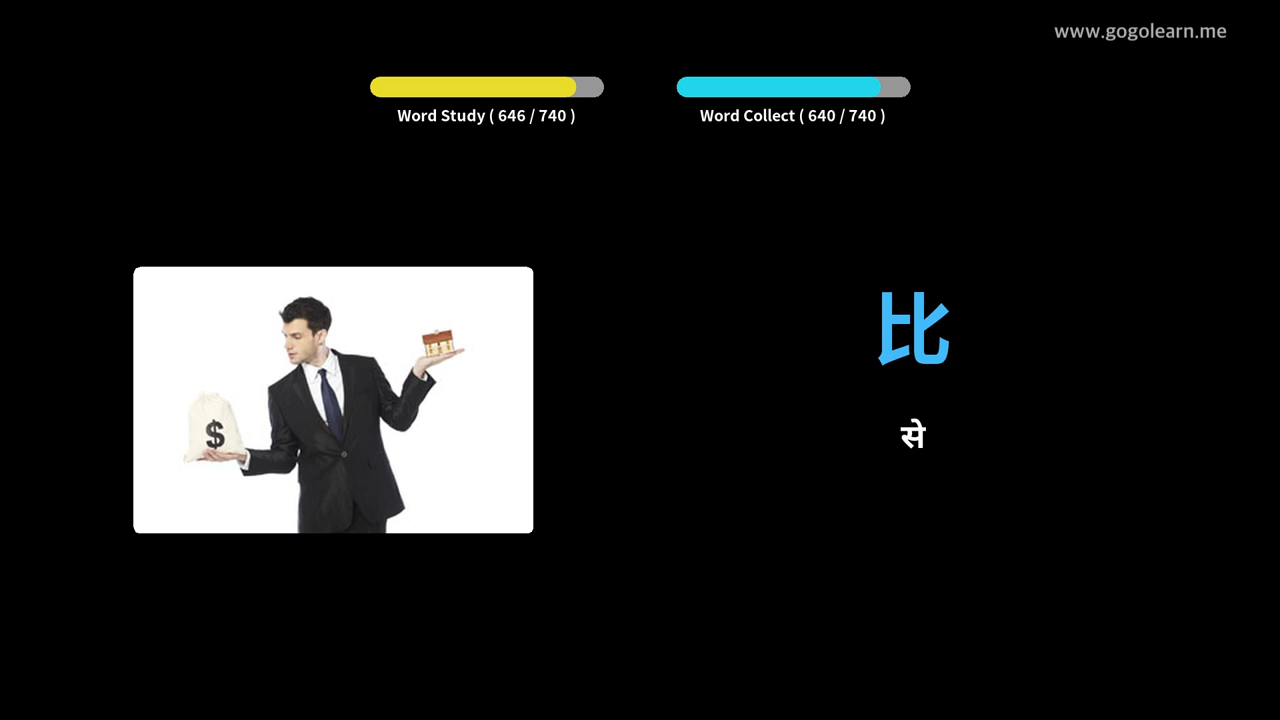 www.gogolearn.me
Word Study ( 646 / 740 )
Word Collect ( 640 / 740 )
比
से
$